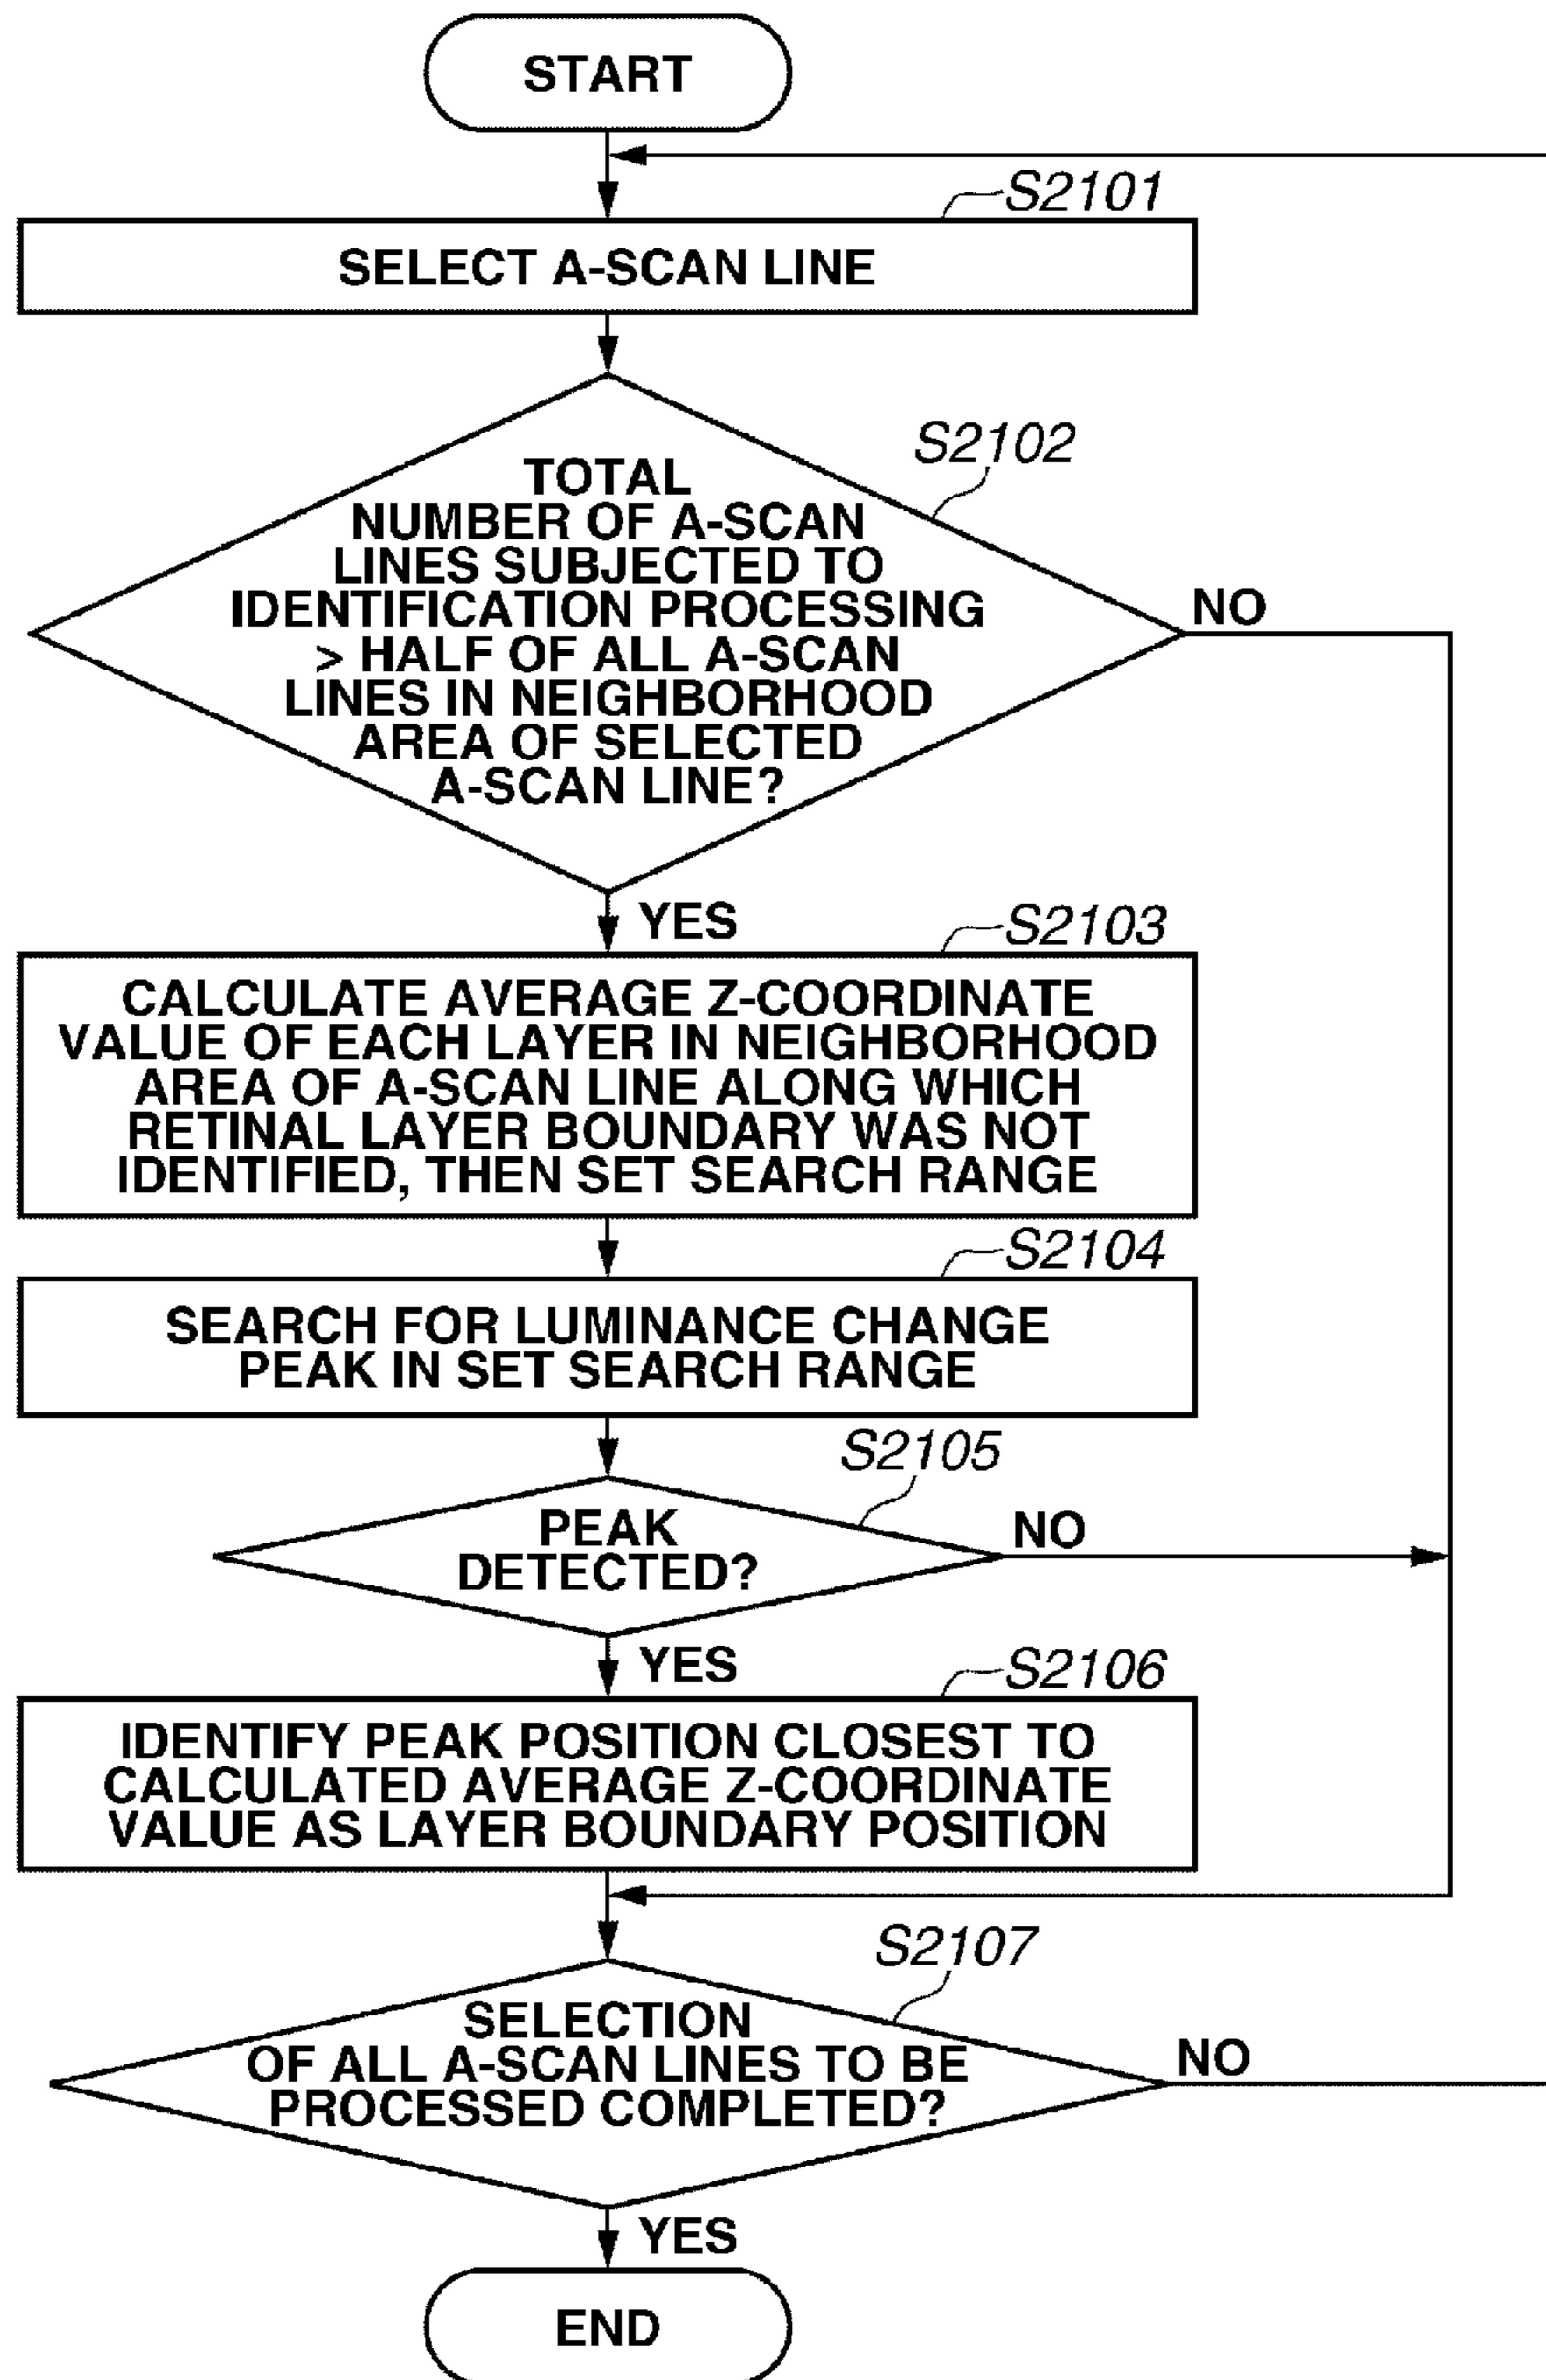 START
S2101
SELECT A-SCAN LINE
S2102
TOTAL
NUMBER OF A-SCAN
LINES SUBJECTED TO
IDENTIFICATION PROCESSING
> HALF OF ALL A-SCAN
LINES IN NEIGHBORHOOD
AREA OF SELECTED
A-SCAN LINE?
NO
YES
S2103
CALCULATE AVERAGE Z-COORDINATE
VALUE OF EACH LAYER IN NEIGHBORHOOD
AREA OF A-SCAN LINE ALONG WHICH
RETINAL LAYER BOUNDARY WAS NOT
IDENTIFIED, THEN SET SEARCH RANGE
S2104
SEARCH FOR LUMINANCE CHANGE
PEAK IN SET SEARCH RANGE
S2105
PEAK
DETECTED?
NO
YES
S2106
IDENTIFY PEAK POSITION CLOSEST TO
CALCULATED AVERAGE Z-COORDINATE
VALUE AS LAYER BOUNDARY POSITION
S2107
SELECTION
OF ALL A-SCAN LINES TO BE
PROCESSED COMPLETED?
NO
YES
END